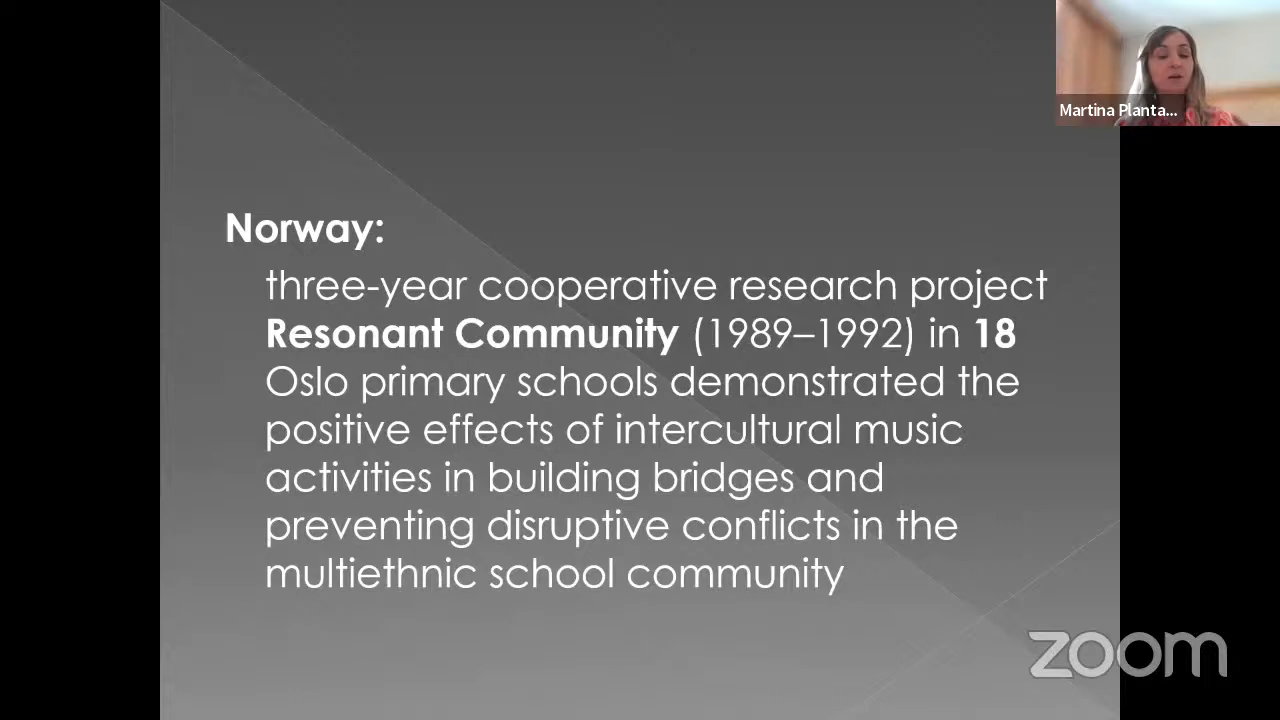 Martina Planta...
Norway:
three-year cooperative research project
Resonant Community (1989–1992) in 18
Oslo primary schools demonstrated the
positive effects of intercultural music
activities in building bridges and
preventing disruptive conflicts in the
multiethnic school community
zoom